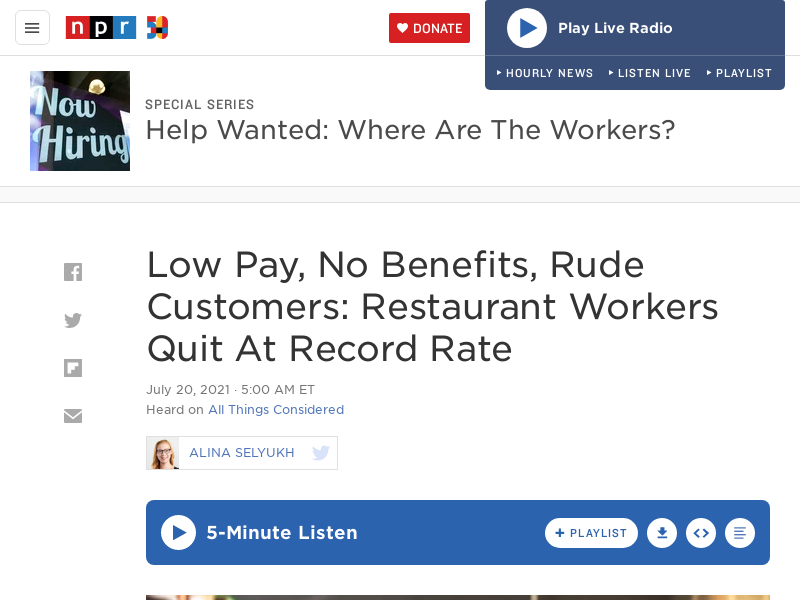 npr
DONATE
Play Live Radio
HOURLY NEWS
LISTEN LIVE
PLAYLIST
Now
Hiring
SPECIAL SERIES
Help Wanted: Where Are The Workers?
Low Pay, No Benefits, Rude
Customers: Restaurant Workers
Quit At Record Rate
July 20, 2021 · 5:00 AM ET
Heard on All Things Considered
ALINA SELYUKH
5-Minute Listen
+ PLAYLIST